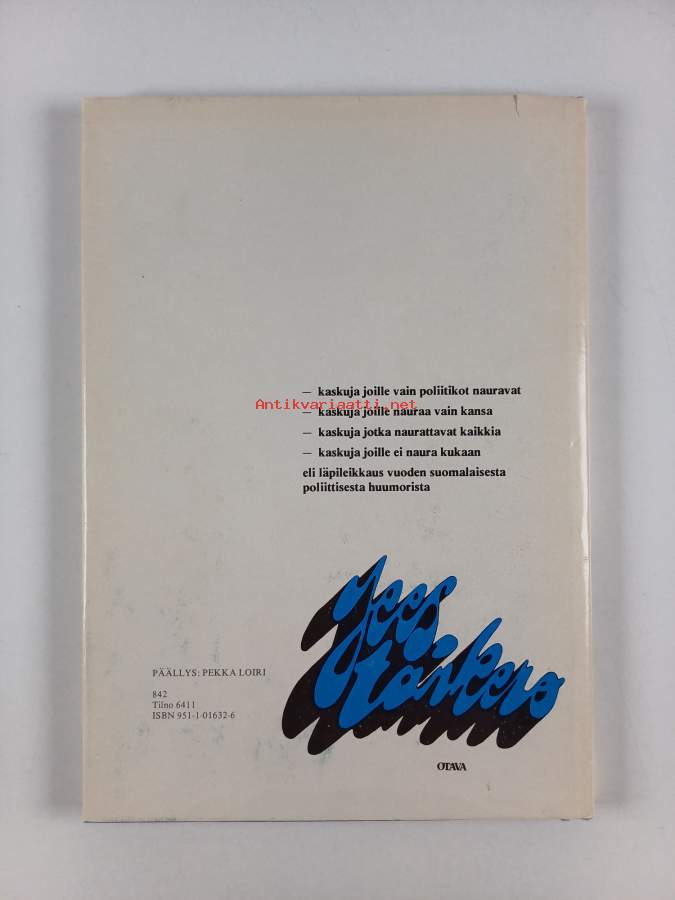 — kaskuja joille vain poliitikot nauravat
Antikvariaatti.net
— kaskuja joille nauraa vain kansa
— kaskuja jotka naurattavat kaikkia
— kaskuja joille ei naura kukaan
eli läpileikkaus vuoden suomalaisesta
poliittisesta huumorista
Jees
tärkero
PÄÄLLYS: PEKKA LOIRI
842
Tilno 6411
ISBN 951-1-01632-6
OTAVA